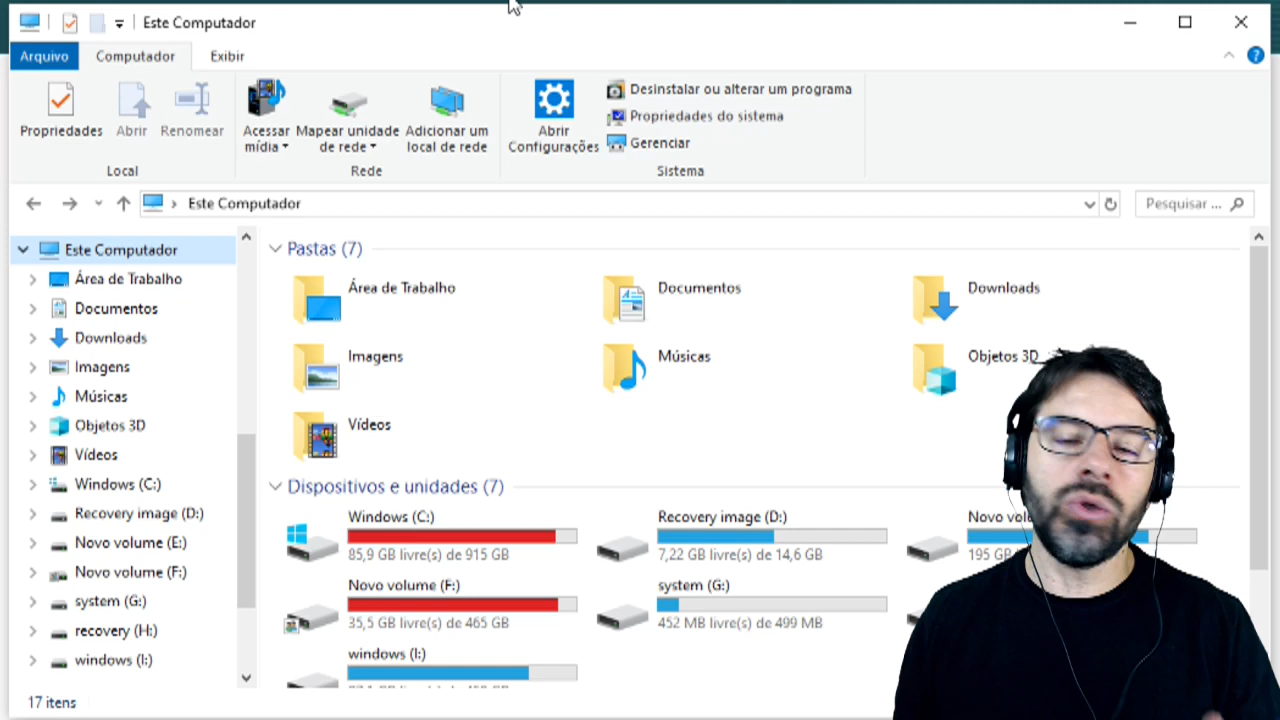 Este Computador
Arquivo
Computador
Exibir
Propriedades
Abrir
Renomear
Local
Acessar
mídia
Mapear unidade
de rede
Adicionar um
local de rede
Rede
Abrir
Configurações
Desinstalar ou alterar um programa
Propriedades do sistema
Gerenciar
Sistema
Este Computador
Pesquisar ...
Este Computador
Área de Trabalho
Documentos
Downloads
Imagens
Músicas
Objetos 3D
Vídeos
Windows (C:)
Recovery image (D:)
Novo volume (E:)
Novo volume (F:)
system (G:)
recovery (H:)
windows (I:)
17 itens
Pastas (7)
Área de Trabalho
Documentos
Downloads
Imagens
Músicas
Objetos 3D
Vídeos
Dispositivos e unidades (7)
Windows (C:)
85,9 GB livre(s) de 915 GB
Recovery image (D:)
7,22 GB livre(s) de 14,6 GB
Novo
195 GB
Novo volume (F:)
35,5 GB livre(s) de 465 GB
system (G:)
452 MB livre(s) de 499 MB
windows (I:)